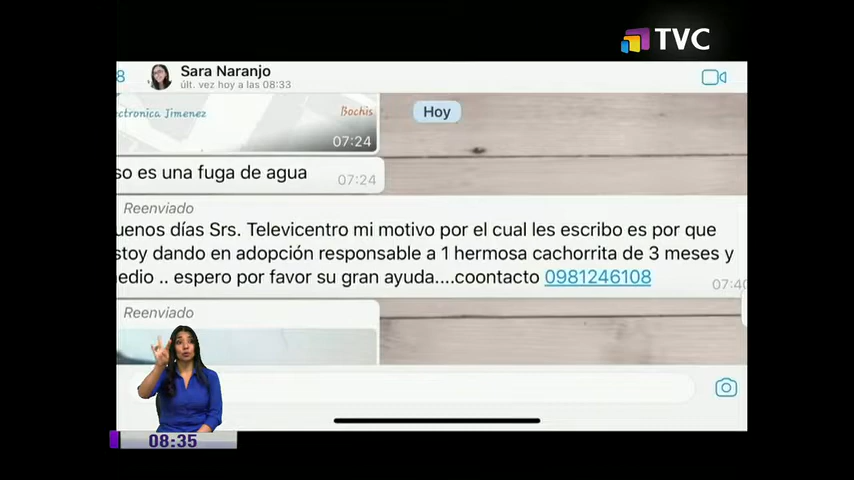 TVC
8
Sara Naranjo
últ. vez hoy a las 08:33
ectronica Jimenez
Bochis
07:24
Hoy
so es una fuga de agua
07:24
Reenviado
uenos días Srs. Televicentro mi motivo por el cual les escribo es por que
stoy dando en adopción responsable a 1 hermosa cachorrita de 3 meses y
nedio .. espero por favor su gran ayuda....coontacto 0981246108
07:40
Reenviado
08:35